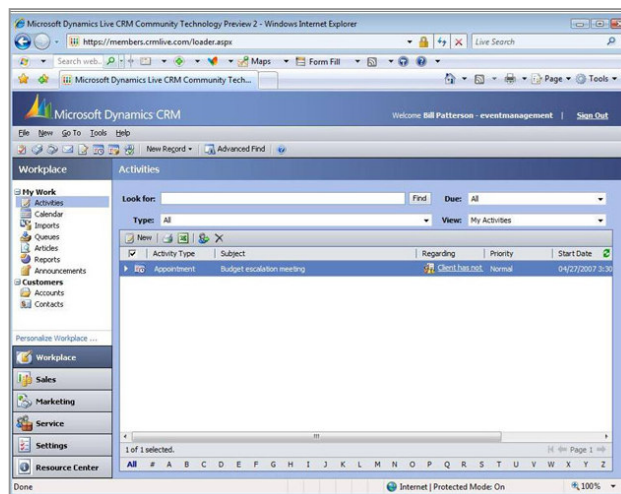 Microsoft Dynamics Live CRM Community Technology Preview 2 - Windows Internet Explorer
https://members.crmlive.com/loader.aspx
Live Search
Search web...
Maps
Form Fill
Microsoft Dynamics Live CRM Community Tech...
Page
Tools
Microsoft Dynamics CRM
Welcome Bill Patterson - eventmanagement | Sign Out
File New Go To Tools Help
New Record
Advanced Find
Workplace
Activities
My Work
Activities
Calendar
Imports
Queues
Articles
Reports
Announcements
Customers
Accounts
Contacts
Personalize Workplace ...
Workplace
Sales
Marketing
Service
Settings
Resource Center
Look for:
Find
Due: All
Type: All
View: My Activities
New
Activity Type Subject Regarding Priority Start Date
Appointment Budget escalation meeting Client has not Normal 04/27/2007 3:30
1 of 1 selected.
Page 1
All # A B C D E F G H I J K L M N O P Q R S T U V W X Y Z
Done
Internet | Protected Mode: On
100%